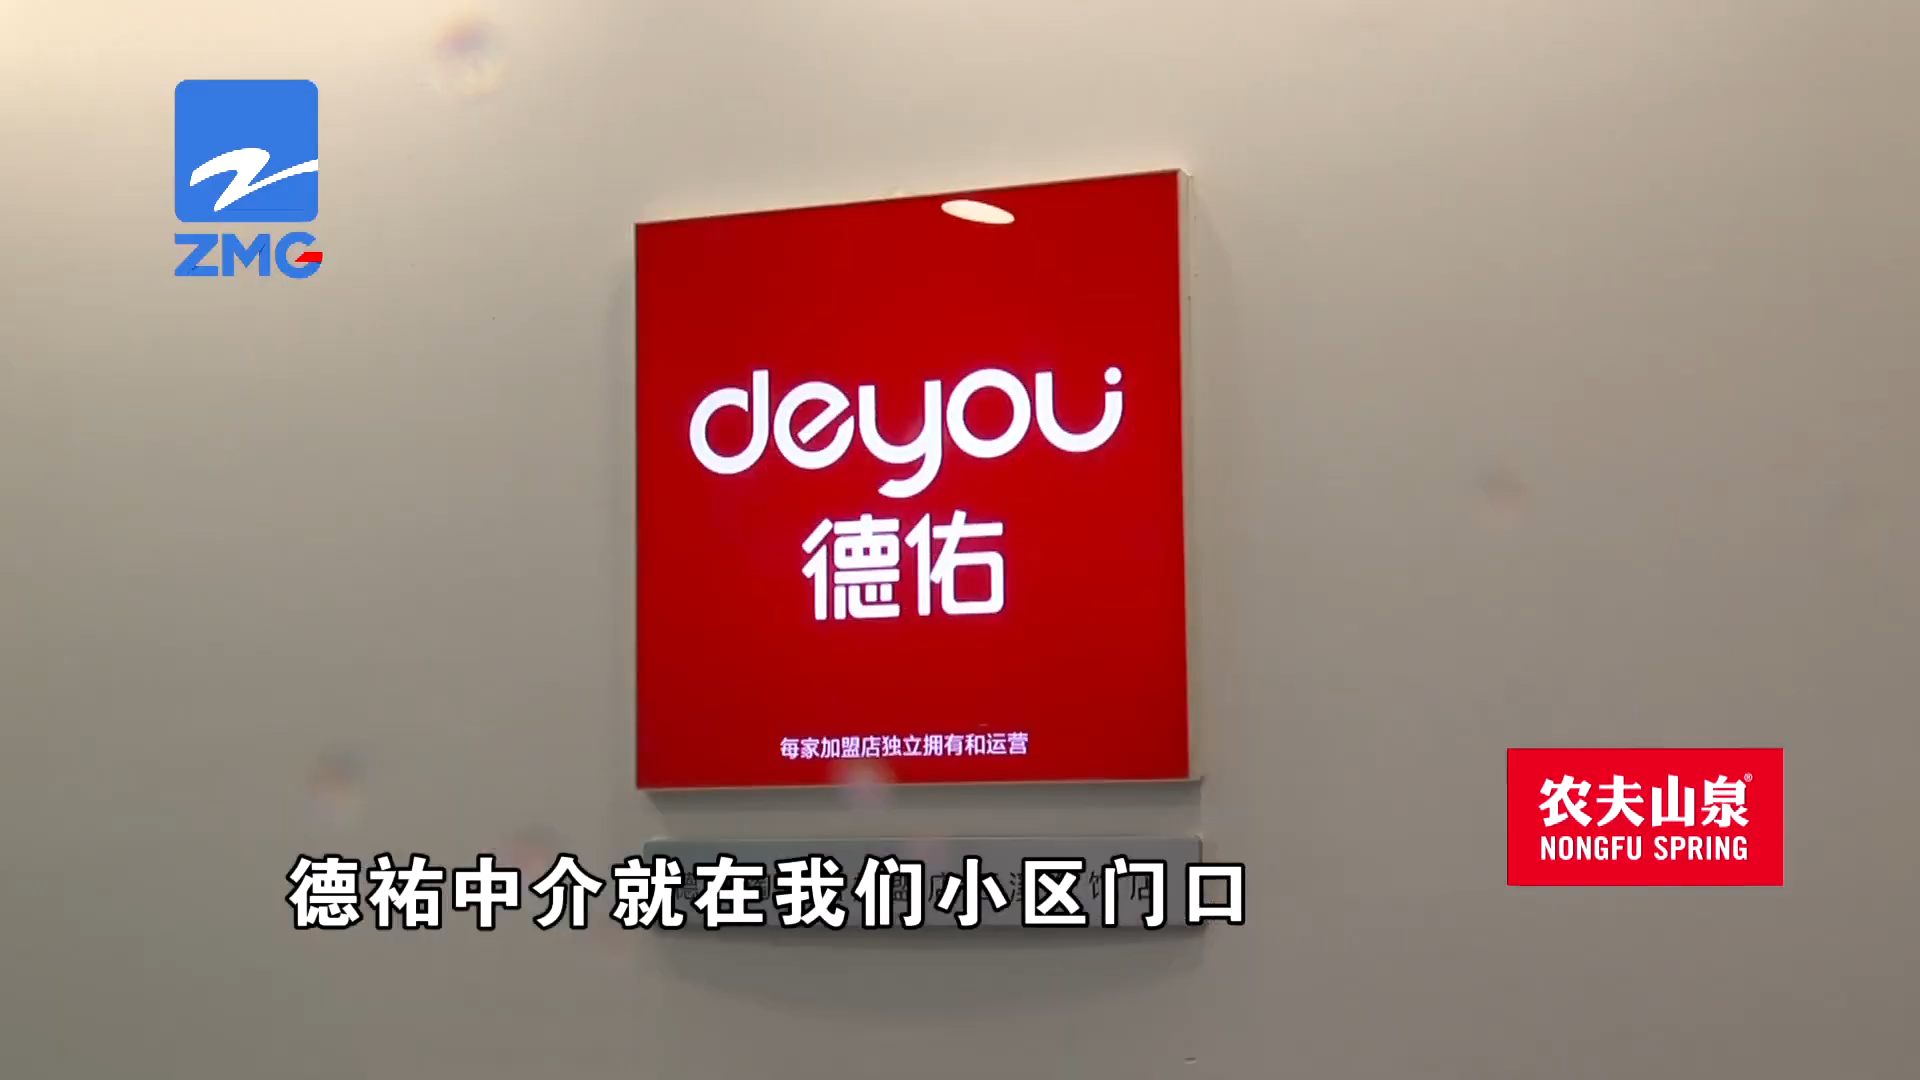 ZMG
deyou
德佑
每家加盟店独立拥有和运营
农夫山泉®
NONGFU SPRING
德祐中介就在我们小区门口